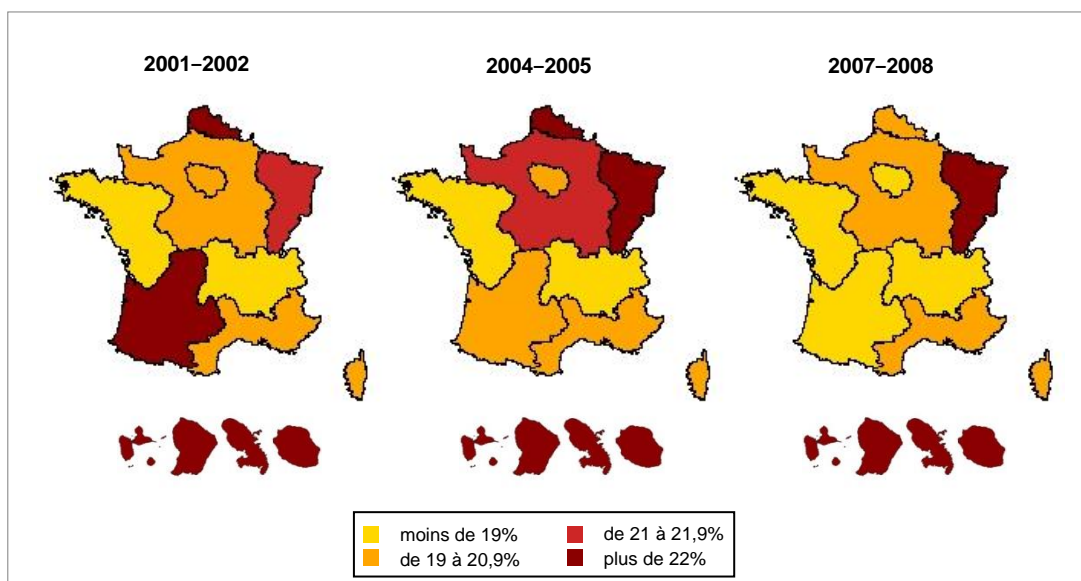 2001–2002
2004–2005
2007–2008
moins de 19%
de 21 à 21,9%
de 19 à 20,9%
plus de 22%